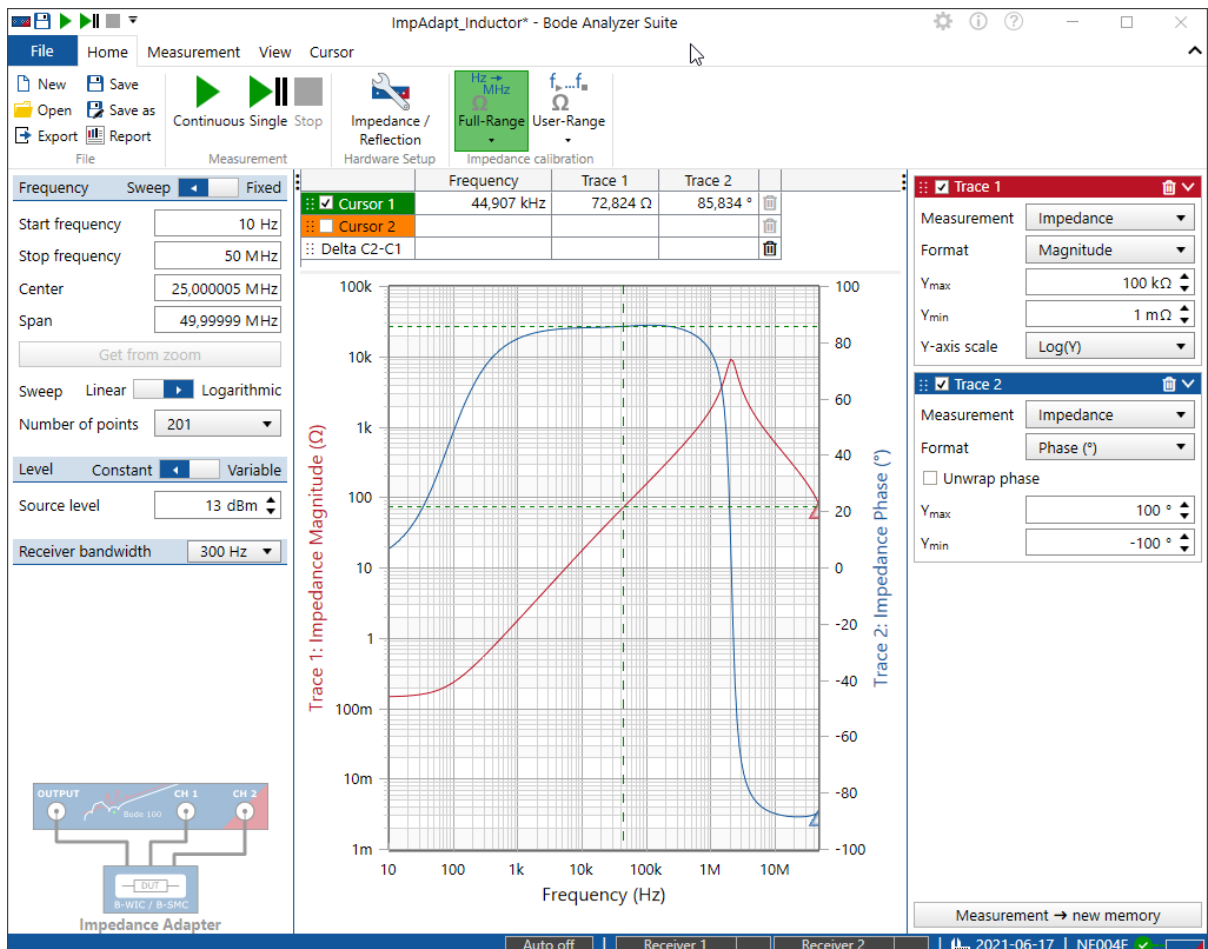 ImpAdapt_Inductor* - Bode Analyzer Suite
File Home Measurement View Cursor
New Save
Open Save as
Export Report
File
Continuous Single Stop
Measurement
Impedance /
Reflection
Hardware Setup
Hz → MHz
Ω
Full-Range
f▶...f■
Ω
User-Range
Impedance calibration
Frequency Sweep Fixed
Start frequency 10 Hz
Stop frequency 50 MHz
Center 25,000005 MHz
Span 49,99999 MHz
Get from zoom
Sweep Linear Logarithmic
Number of points 201
Level Constant Variable
Source level 13 dBm
Receiver bandwidth 300 Hz
OUTPUT CH 1 CH 2
Bode 100
DUT
B-WIC / B-SMC
Impedance Adapter
Frequency Trace 1 Trace 2
Cursor 1 44,907 kHz 72,824 Ω 85,834 °
Cursor 2
Delta C2-C1
Trace 1: Impedance Magnitude (Ω)
100k
10k
1k
100
10
1
100m
10m
1m
100
80
60
40
20
0
-20
-40
-60
-80
-100
Trace 2: Impedance Phase (°)
10 100 1k 10k 100k 1M 10M
Frequency (Hz)
Trace 1
Measurement Impedance
Format Magnitude
Ymax 100 kΩ
Ymin 1 mΩ
Y-axis scale Log(Y)
Trace 2
Measurement Impedance
Format Phase (°)
Unwrap phase
Ymax 100 °
Ymin -100 °
Measurement → new memory
Auto off Receiver 1 Receiver 2 2021-06-17 NE004F